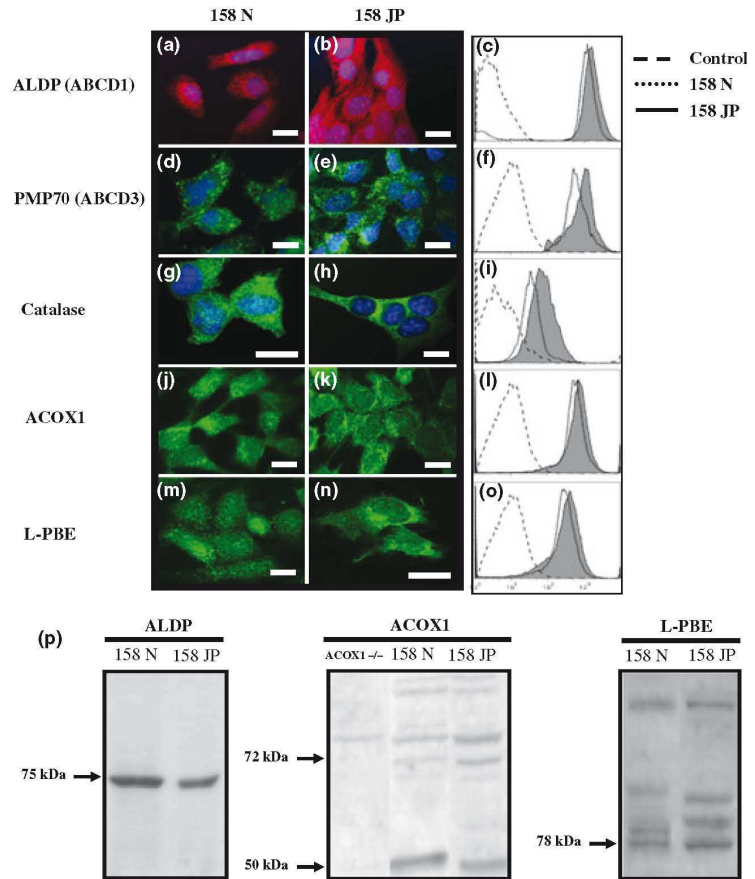 158 N 158 JP
(a) (b) (c)
ALDP (ABCD1)
Control
158 N
158 JP
(d) (e) (f)
PMP70 (ABCD3)
(g) (h) (i)
Catalase
(j) (k) (l)
ACOX1
(m) (n) (o)
L-PBE
(p)
ALDP ACOX1 L-PBE
158 N 158 JP ACOX1 -/- 158 N 158 JP 158 N 158 JP
75 kDa
72 kDa
50 kDa
78 kDa